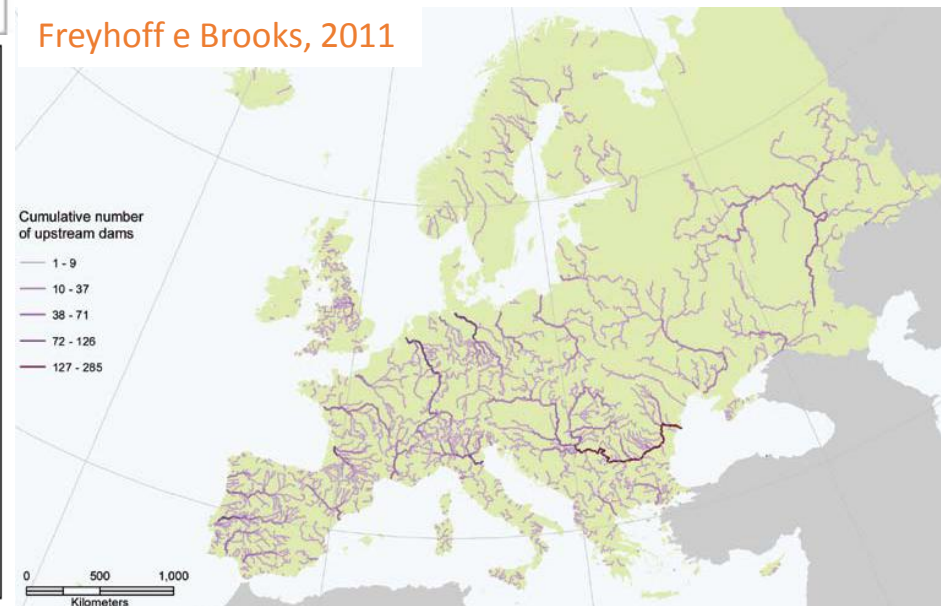 Freyhoff e Brooks, 2011
Cumulative number
of upstream dams
1 - 9
10 - 37
38 - 71
72 - 126
127 - 285
0 500 1,000
Kilometers